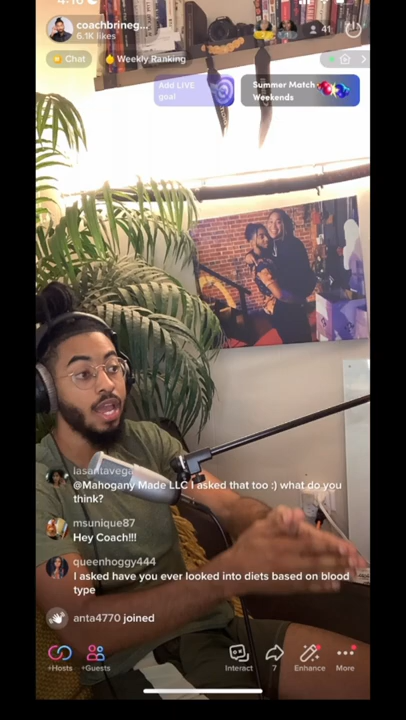 coachbrineg...
6.1K likes
41
Chat
Weekly Ranking
Add LIVE
goal
Summer Match
Weekends
lasantavega
@Mahogany Made LLC I asked that too :) what do you
think?
msunique87
Hey Coach!!!
queenhoggy444
I asked have you ever looked into diets based on blood
type
anta4770 joined
+Hosts
+Guests
Interact
7
Enhance
More